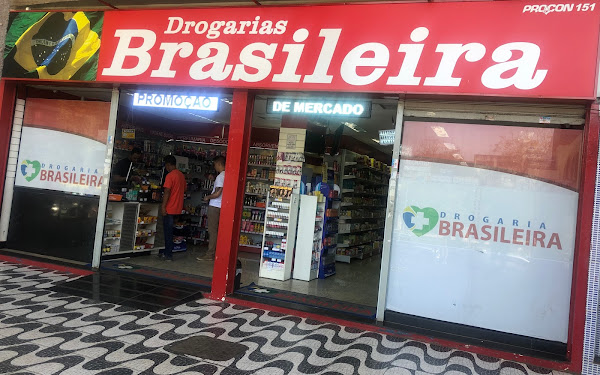 Drogarias
Brasileira
PROCON 151
PROMOÇÃO
DE MERCADO
DROGARIA
BRASILEIRA
DROGARIA
BRASILEIRA